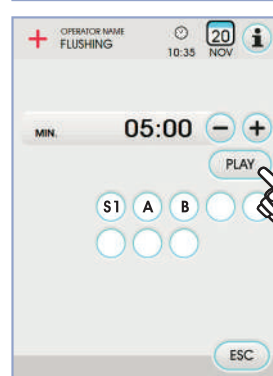 OPERATOR NAME
FLUSHING
10:35
20
NOV
i
MIN.
05:00
PLAY
S1
A
B
ESC